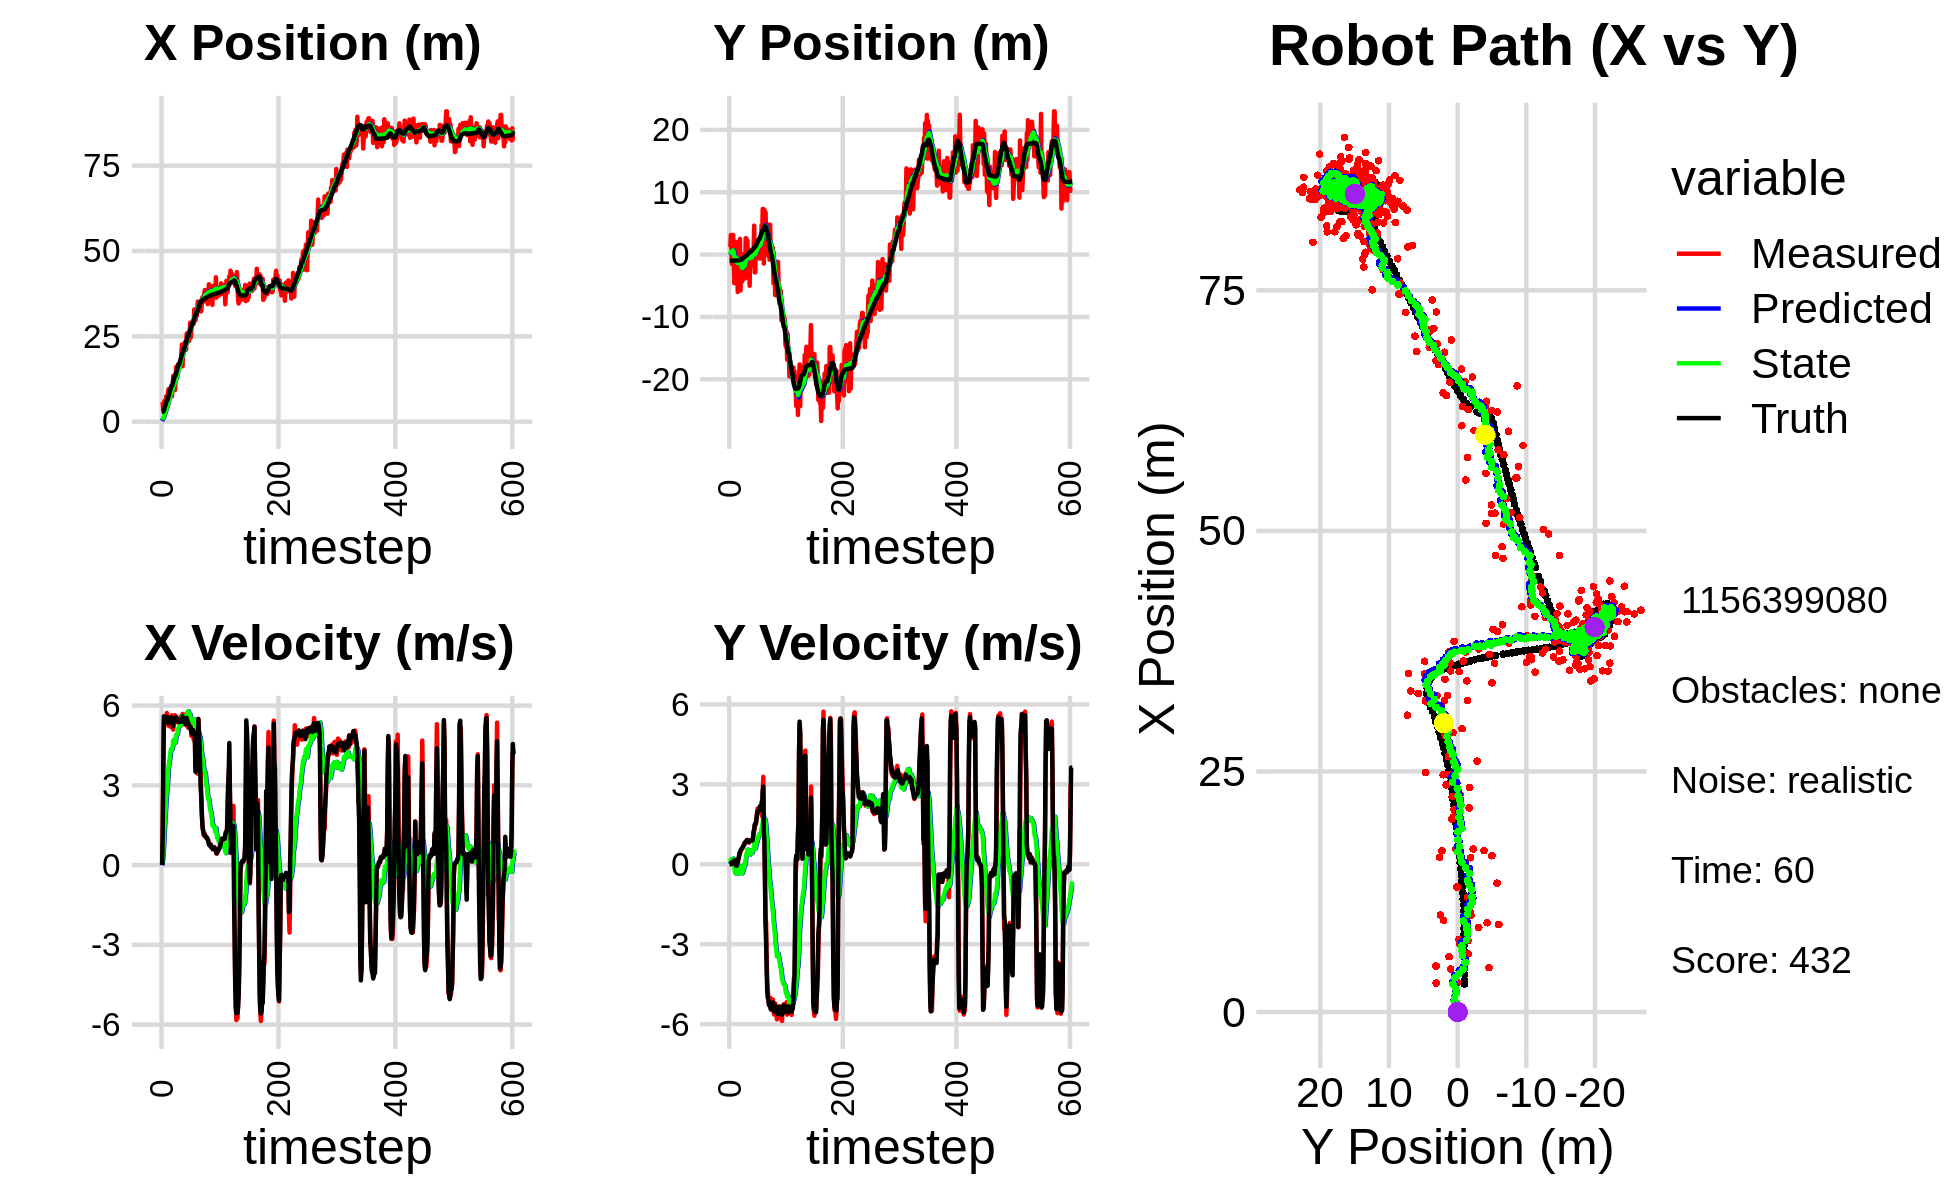 X Position (m)
75
50
25
0
0
200
400
600
timestep
Y Position (m)
20
10
0
-10
-20
0
200
400
600
timestep
X Velocity (m/s)
6
3
0
-3
-6
0
200
400
600
timestep
Y Velocity (m/s)
6
3
0
-3
-6
0
200
400
600
timestep
Robot Path (X vs Y)
X Position (m)
75
50
25
0
20 10 0 -10 -20
Y Position (m)
variable
Measured
Predicted
State
Truth
1156399080
Obstacles: none
Noise: realistic
Time: 60
Score: 432